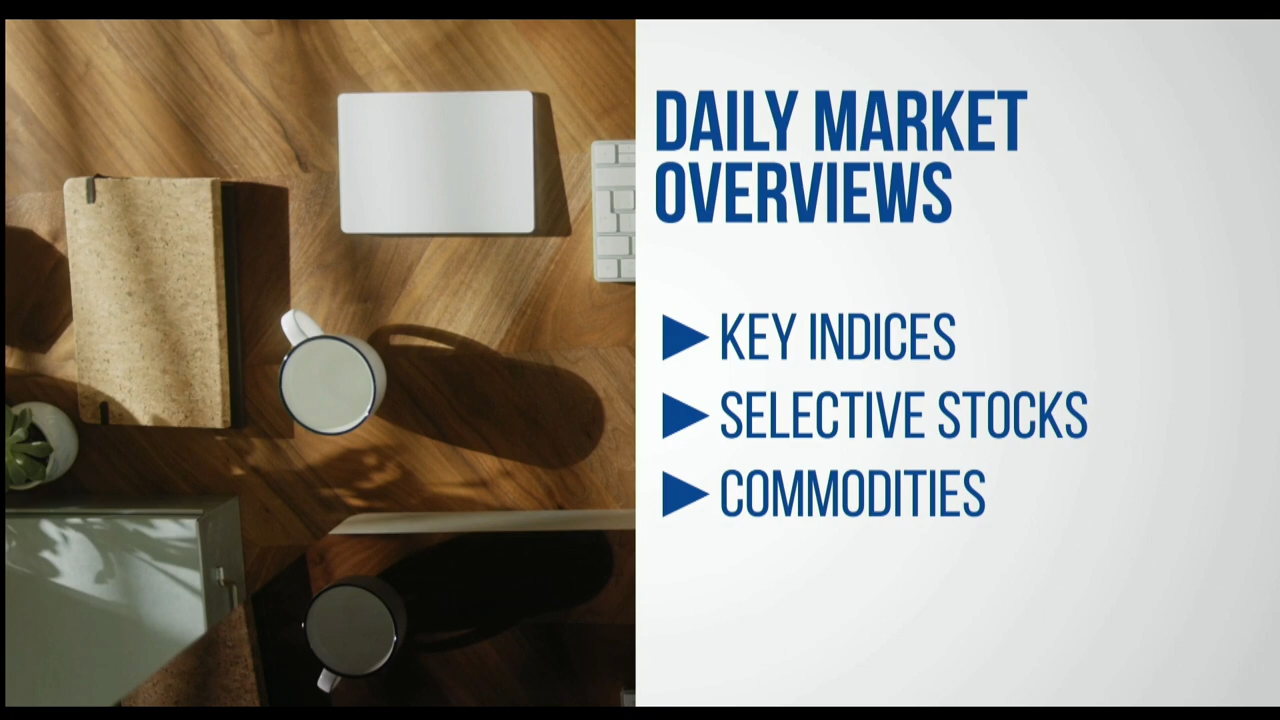 DAILY MARKET
OVERVIEWS
KEY INDICES
SELECTIVE STOCKS
COMMODITIES